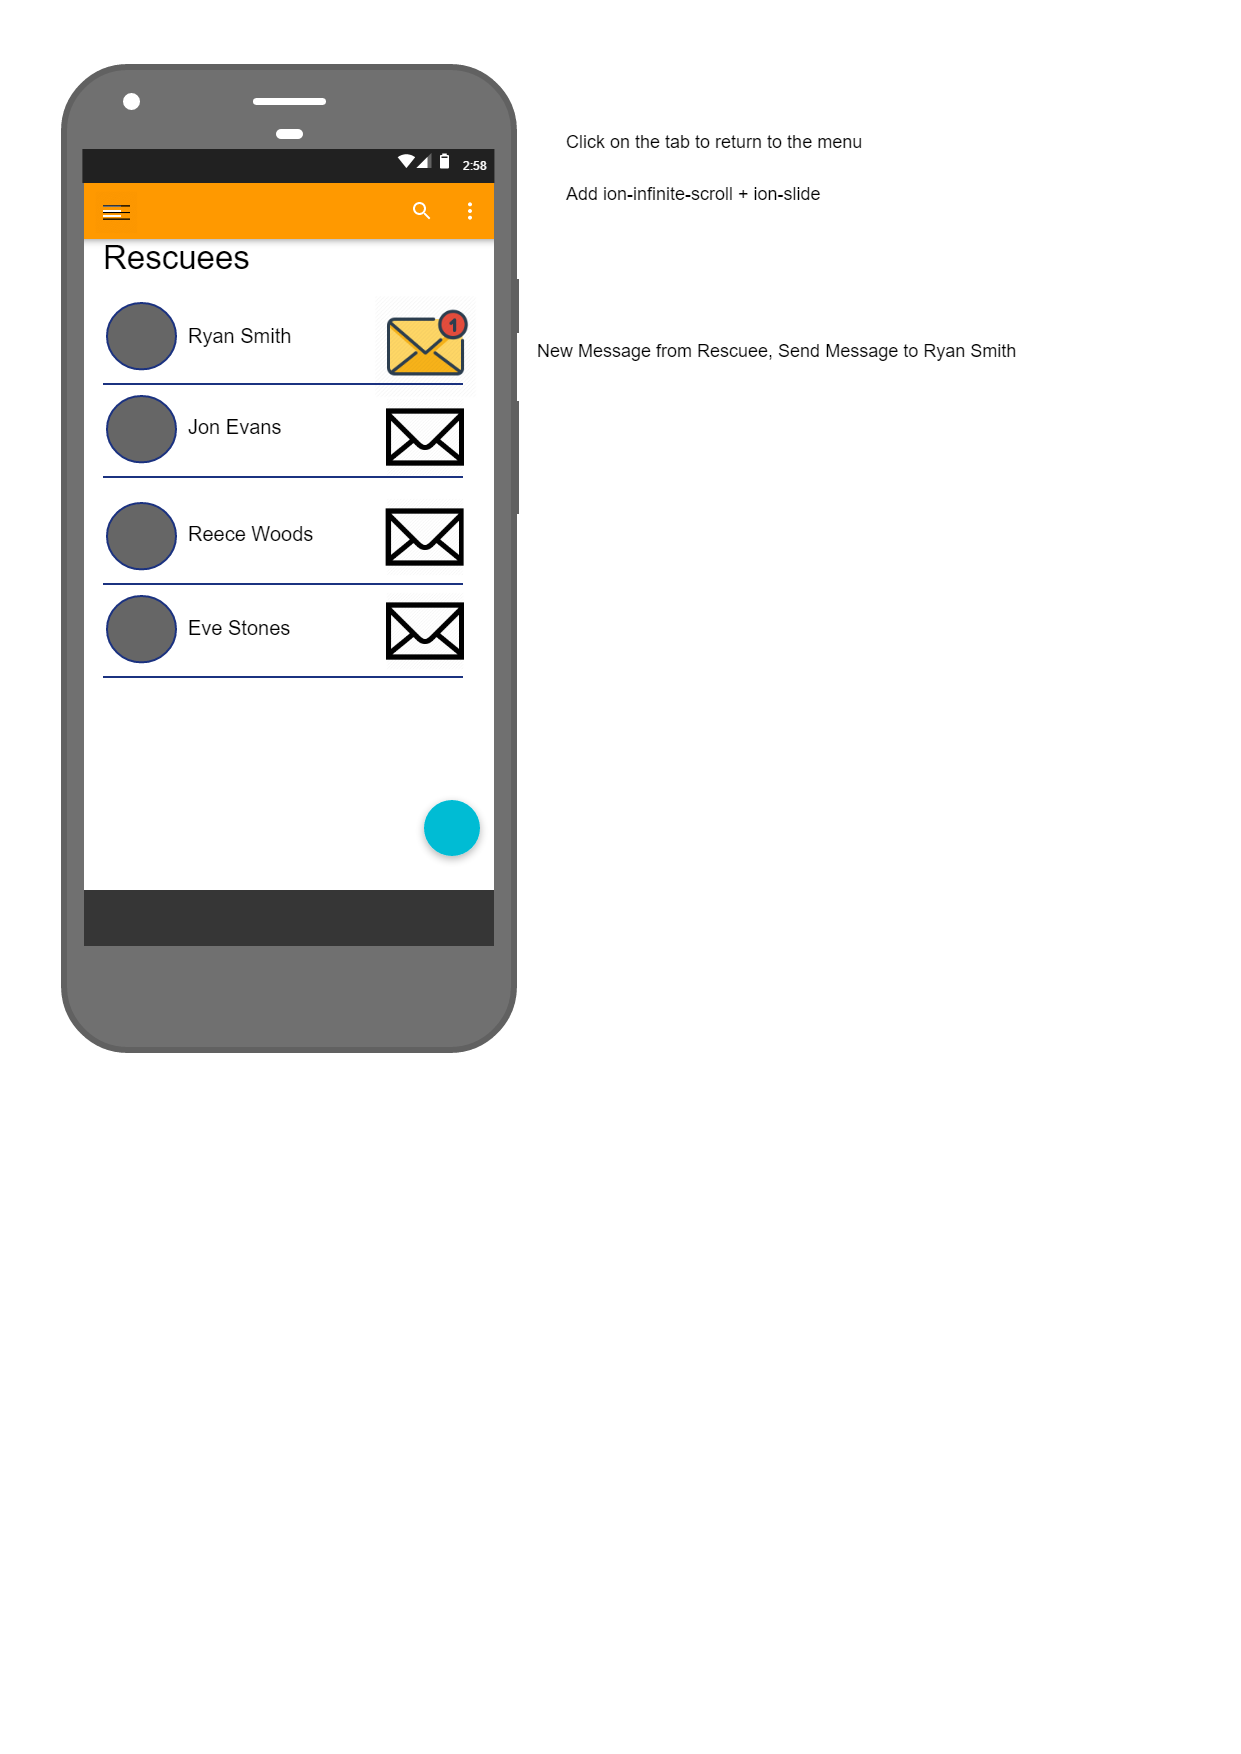 2:58
Click on the tab to return to the menu
Add ion-infinite-scroll + ion-slide
Rescuees
Ryan Smith
1
New Message from Rescuee, Send Message to Ryan Smith
Jon Evans
Reece Woods
Eve Stones